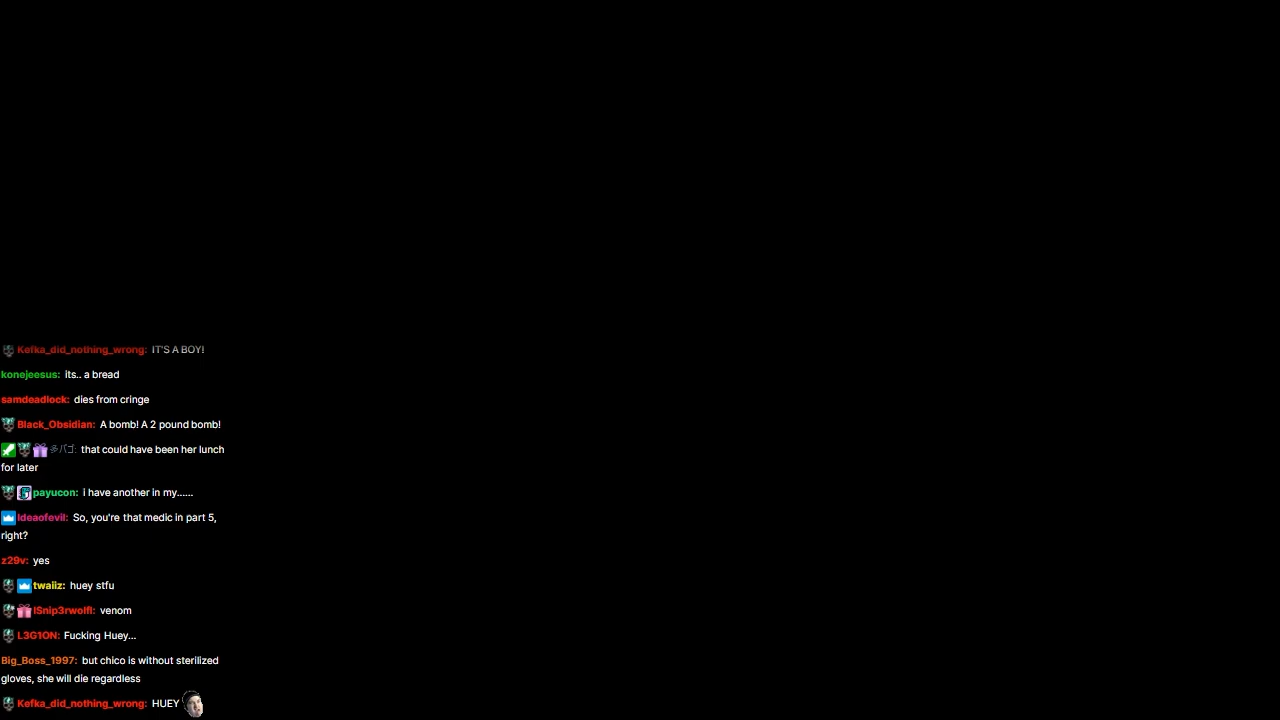 Kefka_did_nothing_wrong: IT'S A BOY!
konejeesus: its.. a bread
samdeadlock: dies from cringe
Black_Obsidian: A bomb! A 2 pound bomb!
that could have been her lunch
for later
payucon: i have another in my......
Ideaofevil: So, you're that medic in part 5,
right?
z29v: yes
twaiiz: huey stfu
venom
L3G1ON: Fucking Huey...
Big_Boss_1997: but chico is without sterilized
gloves, she will die regardless
Kefka_did_nothing_wrong: HUEY